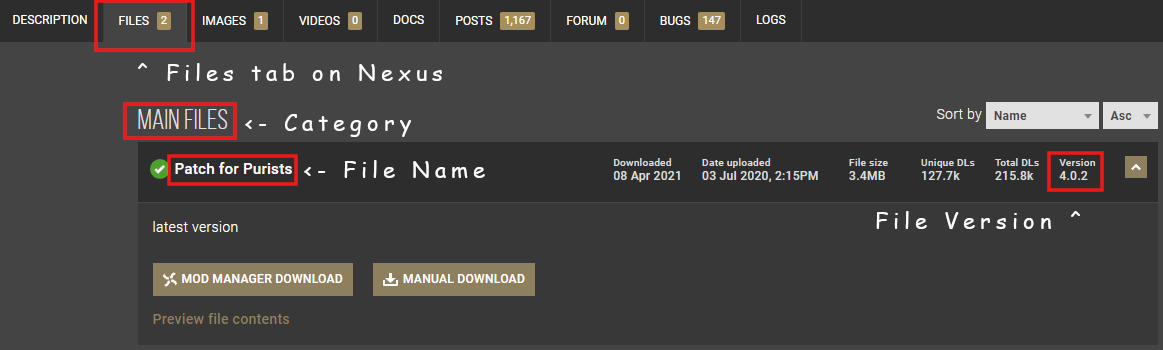 DESCRIPTION FILES 2 IMAGES 1 VIDEOS 0 DOCS POSTS 1,167 FORUM 0 BUGS 147 LOGS
^ Files tab on Nexus
MAIN FILES <- Category Sort by Name Asc
Patch for Purists <- File Name Downloaded Date uploaded File size Unique DLs Total DLs Version
08 Apr 2021 03 Jul 2020, 2:15PM 3.4MB 127.7k 215.8k 4.0.2
File Version ^
latest version
MOD MANAGER DOWNLOAD MANUAL DOWNLOAD
Preview file contents